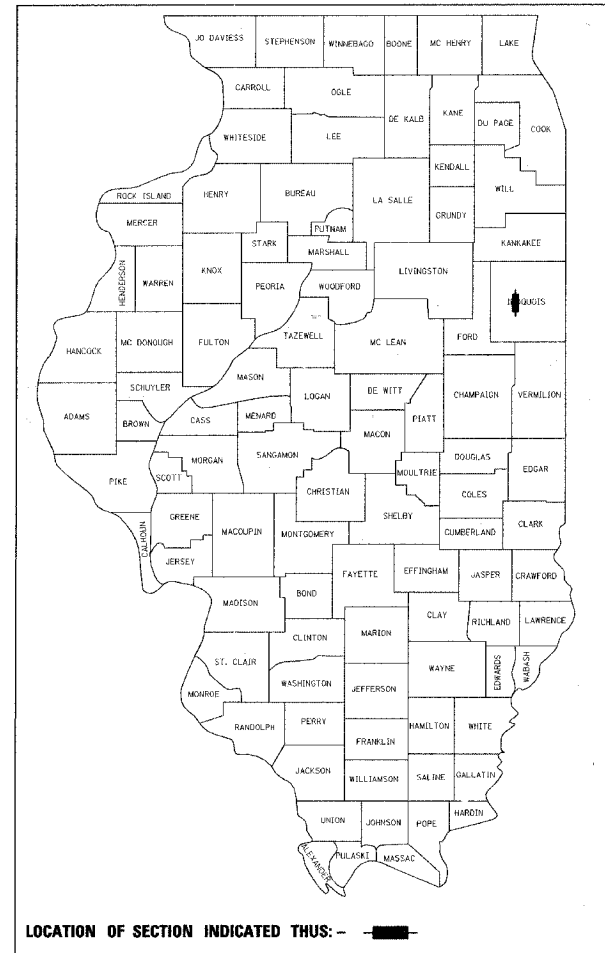 JO DAVIESS
STEPHENSON
WINNEBAGO
BOONE
MC HENRY
LAKE
CARROLL
OGLE
DE KALB
KANE
DU PAGE
COOK
WHITESIDE
LEE
KENDALL
WILL
ROCK ISLAND
HENRY
BUREAU
LA SALLE
GRUNDY
MERCER
PUTNAM
KANKAKEE
STARK
MARSHALL
HENDERSON
WARREN
KNOX
PEORIA
WOODFORD
LIVINGSTON
FORD
HANCOCK
MC DONOUGH
FULTON
TAZEWELL
MC LEAN
SCHUYLER
MASON
LOGAN
DE WITT
CHAMPAIGN
VERMILION
ADAMS
BROWN
CASS
MENARD
MACON
PIATT
MORGAN
SANGAMON
DOUGLAS
EDGAR
PIKE
SCOTT
CHRISTIAN
MOULTRIE
COLES
GREENE
MACOUPIN
MONTGOMERY
SHELBY
CUMBERLAND
CLARK
CALHOUN
JERSEY
FAYETTE
EFFINGHAM
JASPER
CRAWFORD
MADISON
BOND
CLAY
RICHLAND
LAWRENCE
CLINTON
MARION
ST. CLAIR
WAYNE
EDWARDS
WABASH
WASHINGTON
JEFFERSON
MONROE
RANDOLPH
PERRY
HAMILTON
WHITE
FRANKLIN
JACKSON
WILLIAMSON
SALINE
GALLATIN
UNION
JOHNSON
POPE
HARDIN
ALEXANDER
PULASKI
MASSAC
LOCATION OF SECTION INDICATED THUS: –